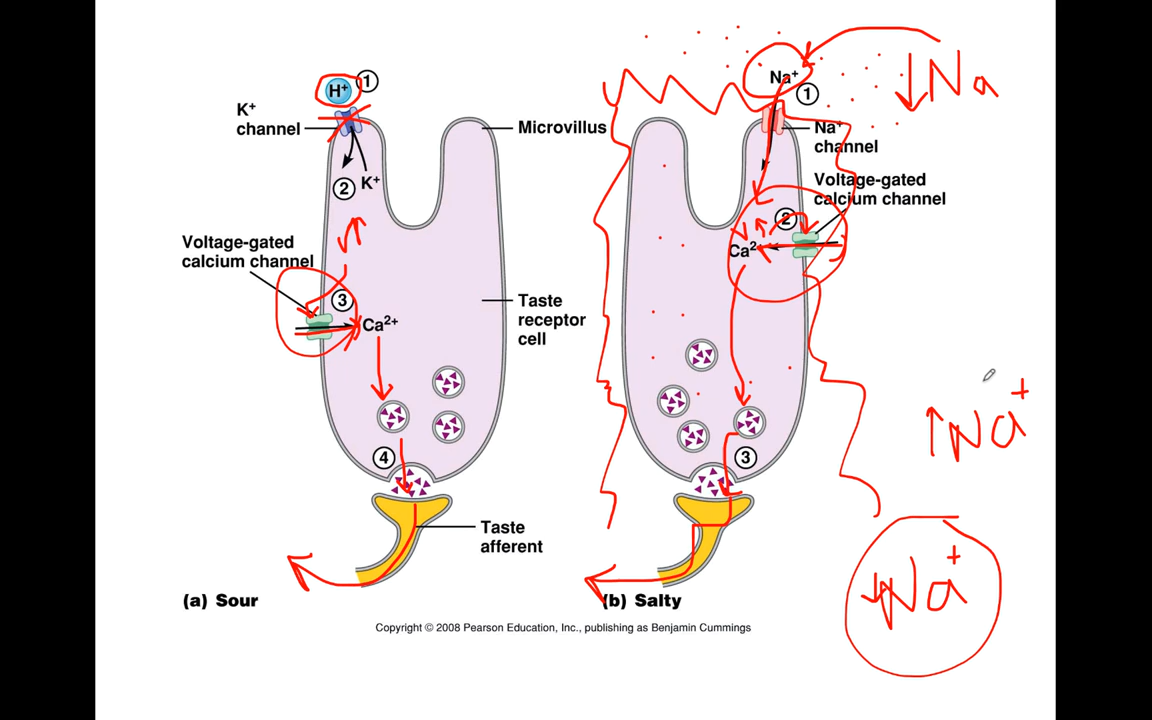 H+
1
K+
channel
2
K+
Voltage-gated
calcium channel
3
Ca2+
4
Microvillus
Taste
receptor
cell
Taste
afferent
(a) Sour
Na+
1
Na+
channel
Voltage-gated
calcium channel
2
Ca2
3
(b) Salty
↓Na
↑Na+
↓Na+
Copyright © 2008 Pearson Education, Inc., publishing as Benjamin Cummings